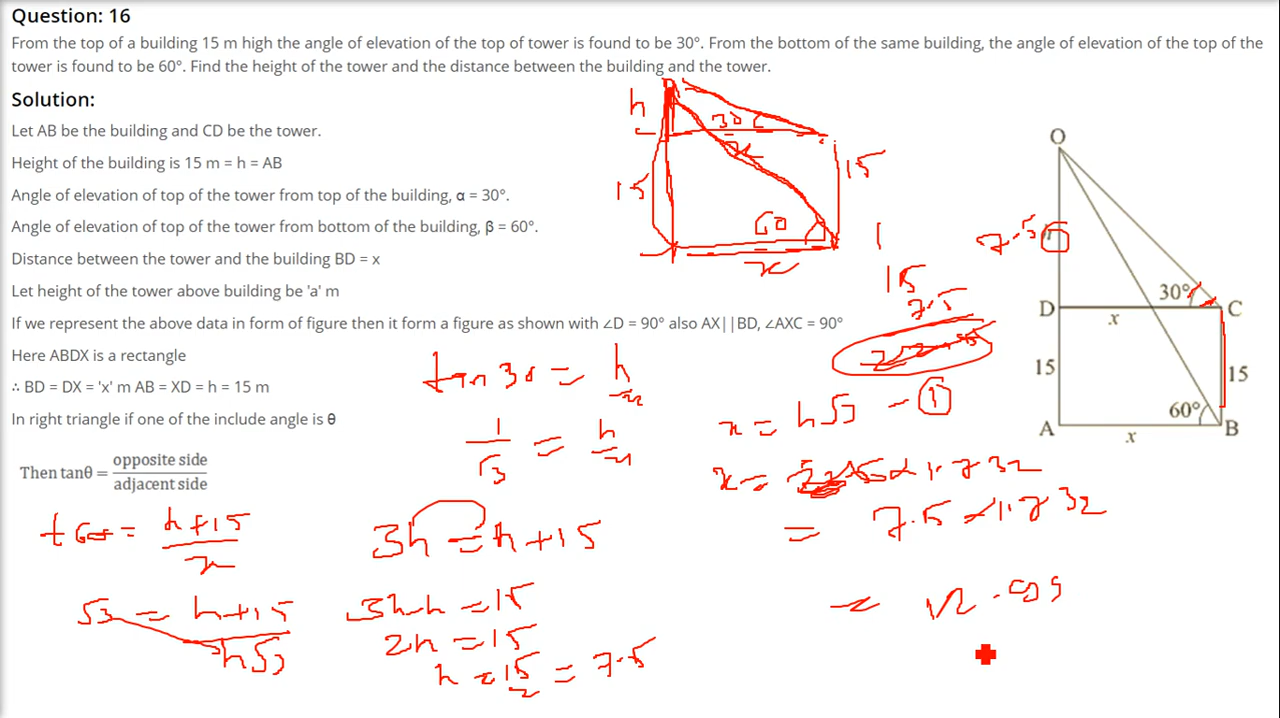 Question: 16
From the top of a building 15 m high the angle of elevation of the top of tower is found to be 30°. From the bottom of the same building, the angle of elevation of the top of the
tower is found to be 60°. Find the height of the tower and the distance between the building and the tower.
Solution:
Let AB be the building and CD be the tower.
Height of the building is 15 m = h = AB
Angle of elevation of top of the tower from top of the building, α = 30°.
Angle of elevation of top of the tower from bottom of the building, β = 60°.
Distance between the tower and the building BD = x
Let height of the tower above building be 'a' m
If we represent the above data in form of figure then it form a figure as shown with ∠D = 90° also AX||BD, ∠AXC = 90°
Here ABDX is a rectangle
∴ BD = DX = 'x' m AB = XD = h = 15 m
In right triangle if one of the include angle is θ
Then tanθ = opposite side / adjacent side
h
30
x
15
15
60
x
15
7.5
O
7.5
30°
D
x
C
15
15
60°
A
x
B
tan 30 = h / x
1 / √3 = h / x
x = h√3 - ①
x = × 1.732
= 7.5 × 1.732
= h+15 / x
√3 = h+15 / h√3
3h = h+15
3h-h = 15
2h = 15
h = 15 / 2 = 7.5